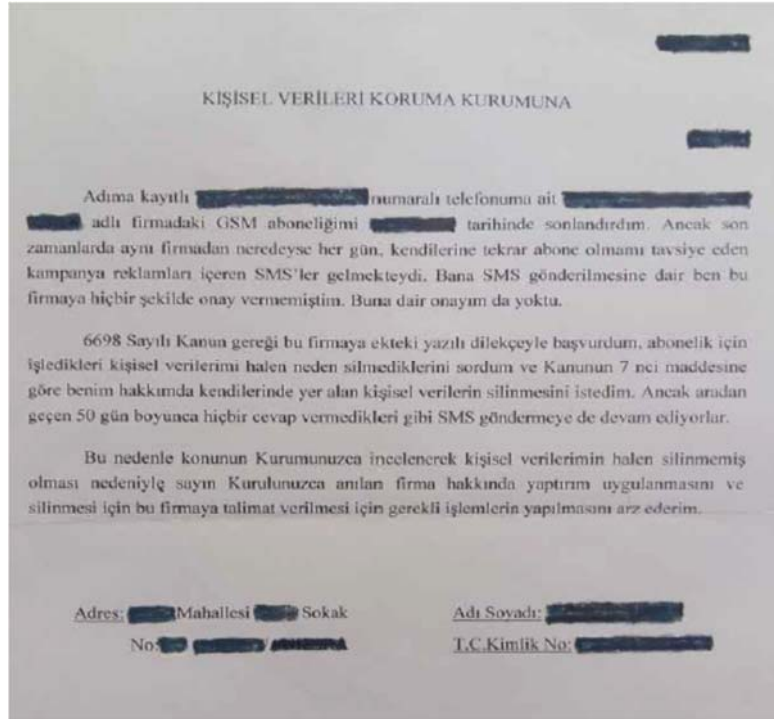 KİŞİSEL VERİLERİ KORUMA KURUMUNA
Adıma kayıtlı numaralı telefonuma ait
adlı firmadaki GSM aboneliğimi tarihinde sonlandırdım. Ancak son
zamanlarda aynı firmadan neredeyse her gün, kendilerine tekrar abone olmamı tavsiye eden
kampanya reklamları içeren SMS'ler gelmekteydi. Bana SMS gönderilmesine dair ben bu
firmaya hiçbir şekilde onay vermemiştim. Buna dair onayım da yoktu.
6698 Sayılı Kanun gereği bu firmaya ekteki yazılı dilekçeyle başvurdum, abonelik için
işledikleri kişisel verilerimi halen neden silmediklerini sordum ve Kanunun 7 nci maddesine
göre benim hakkımda kendilerinde yer alan kişisel verilerin silinmesini istedim. Ancak aradan
geçen 50 gün boyunca hiçbir cevap vermedikleri gibi SMS göndermeye de devam ediyorlar.
Bu nedenle konunun Kurumunuzca incelenerek kişisel verilerimin halen silinmemiş
olması nedeniyle sayın Kurulunuzca anılan firma hakkında yaptırım uygulanmasını ve
silinmesi için bu firmaya talimat verilmesi için gerekli işlemlerin yapılmasını arz ederim.
Adres: Mahallesi Sokak
No: /
Adı Soyadı:
T.C.Kimlik No: